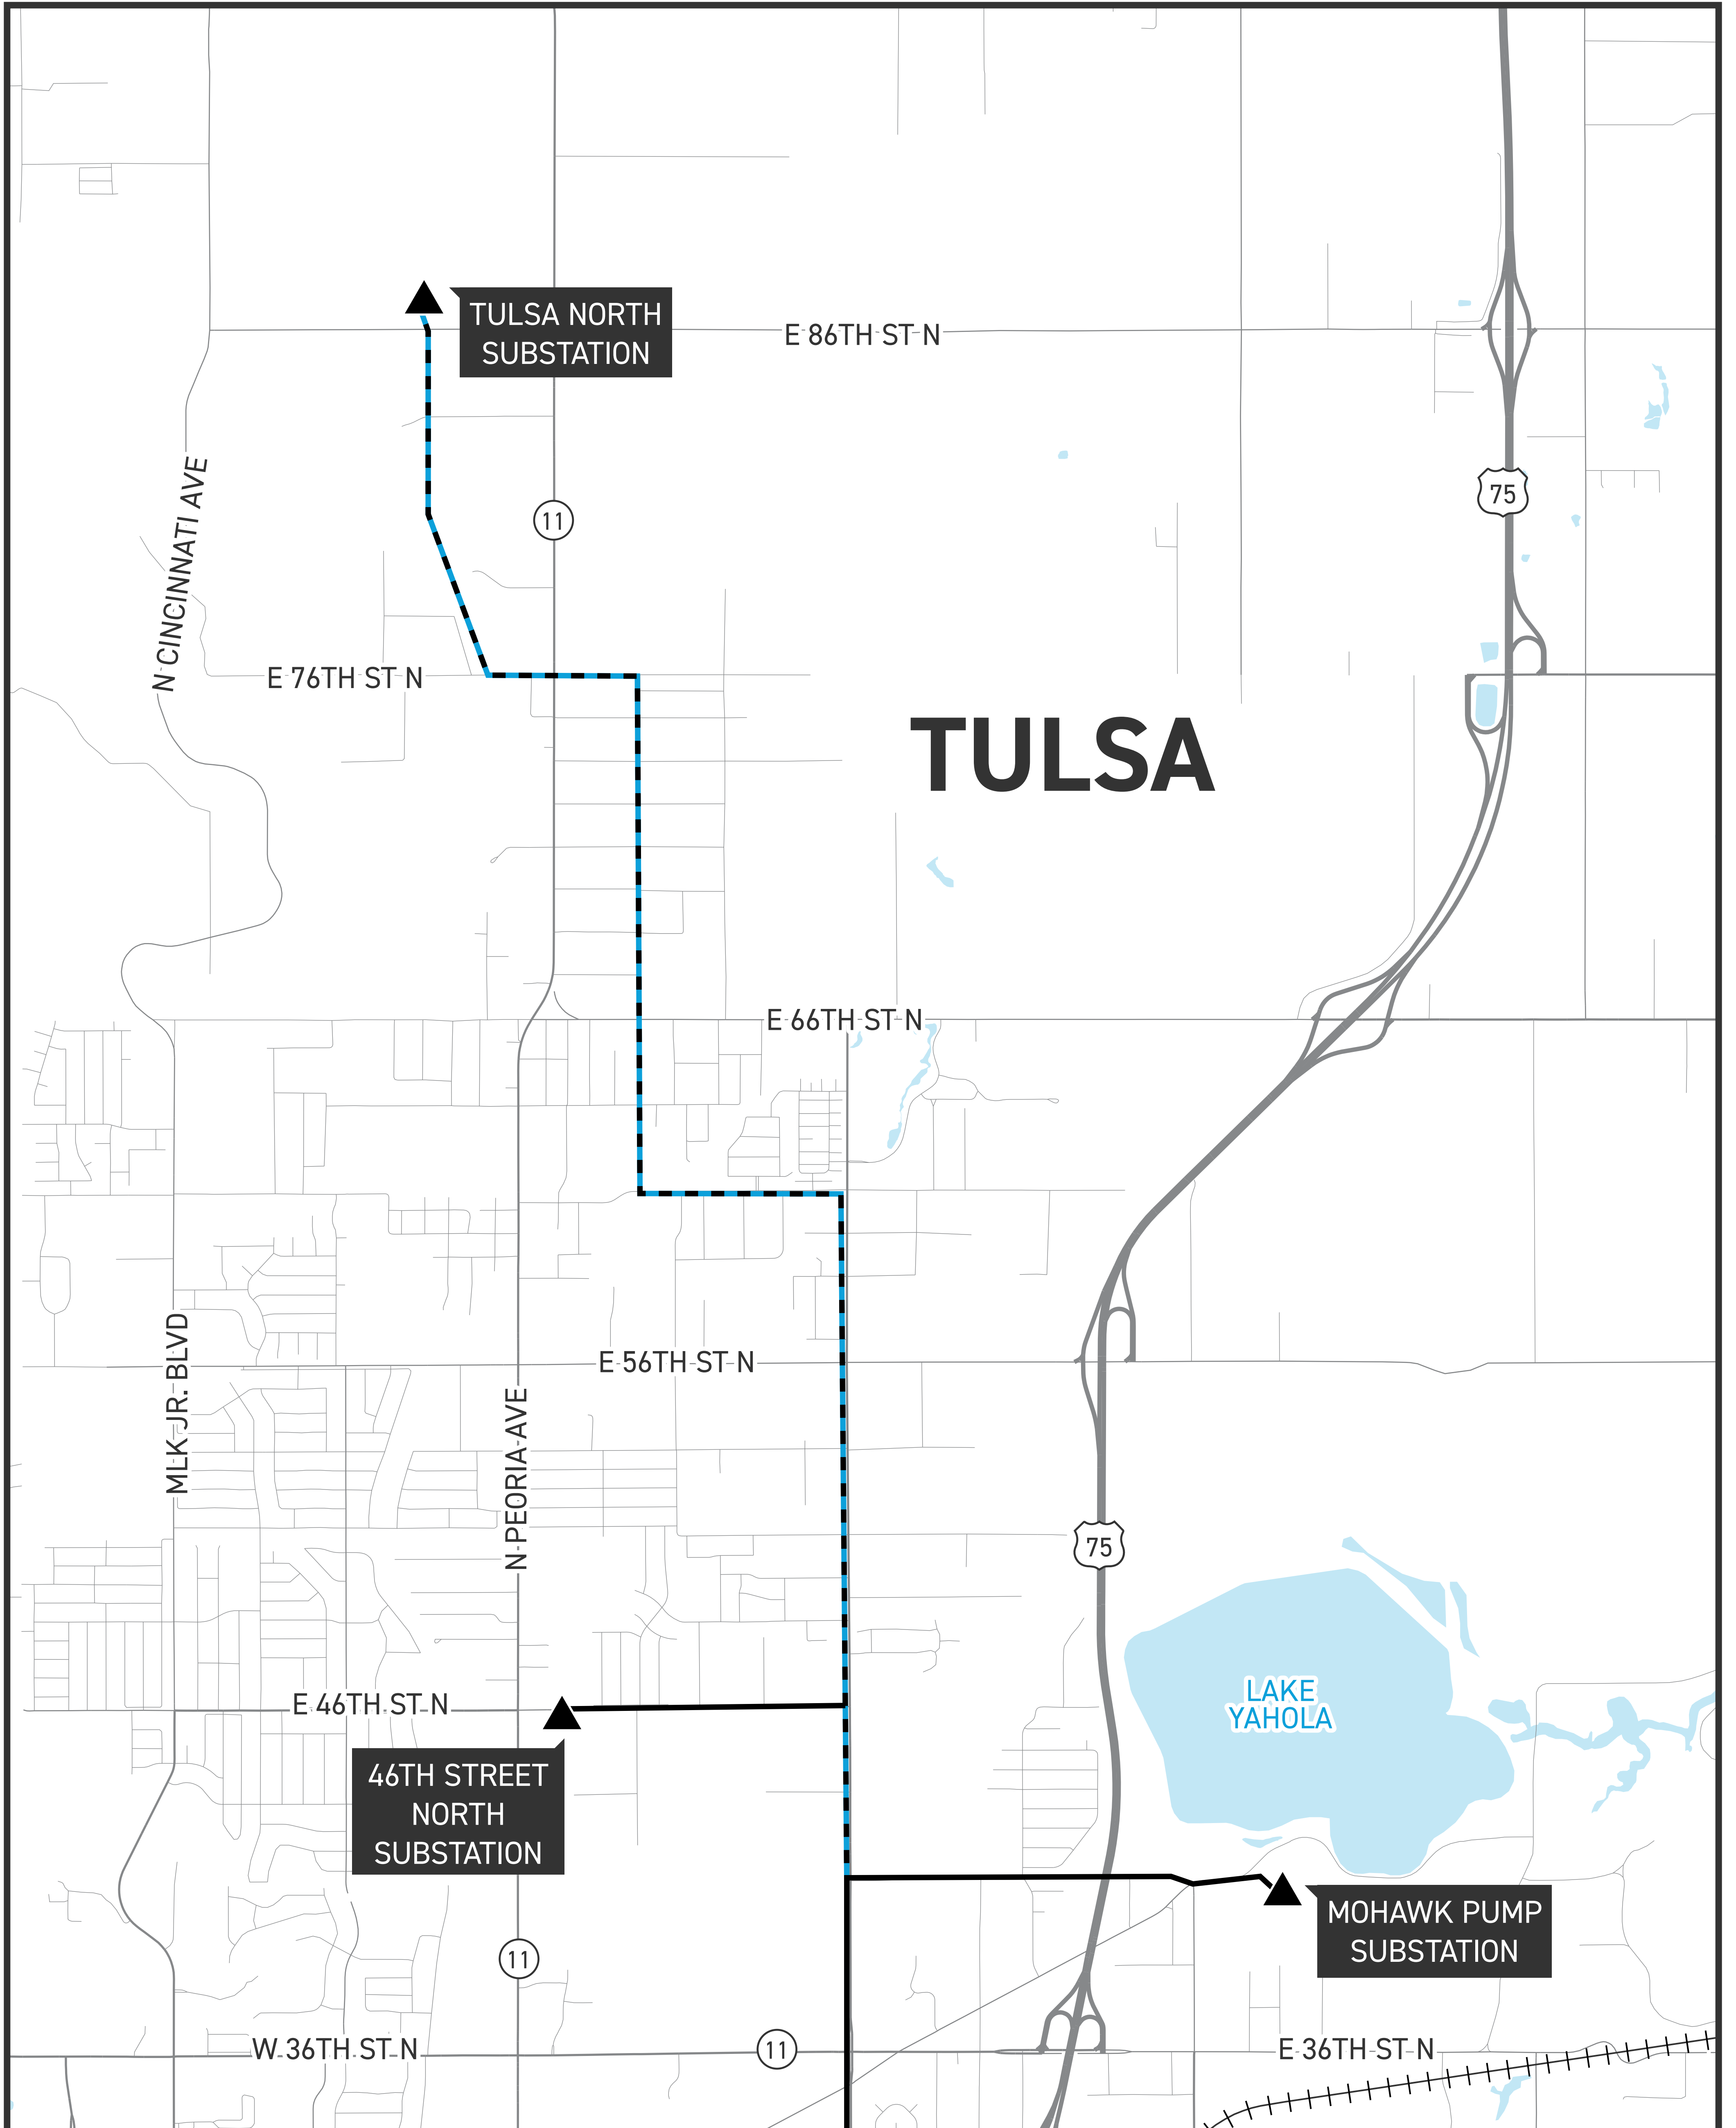 TULSA NORTH
SUBSTATION
E 86TH ST N
75
N CINCINNATI AVE
11
E 76TH ST N
TULSA
E 66TH ST N
MLK JR. BLVD
E 56TH ST N
N PEORIA AVE
75
LAKE
YAHOLA
E 46TH ST N
46TH STREET
NORTH
SUBSTATION
MOHAWK PUMP
SUBSTATION
11
W 36TH ST N
11
E 36TH ST N